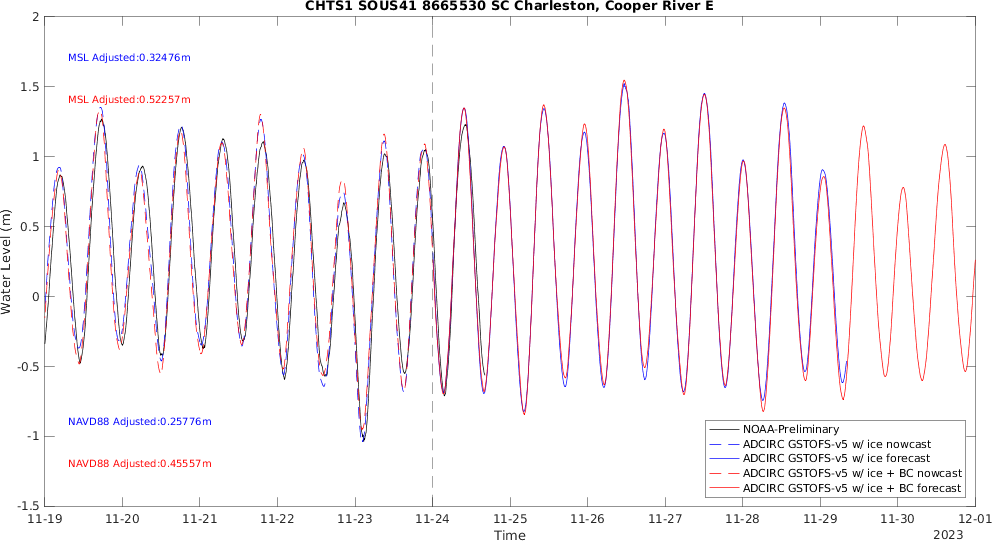 CHTS1 SOUS41 8665530 SC Charleston, Cooper River E
2
1.5
1
0.5
0
-0.5
-1
-1.5
Water Level (m)
MSL Adjusted:0.32476m
MSL Adjusted:0.52257m
NAVD88 Adjusted:0.25776m
NAVD88 Adjusted:0.45557m
NOAA-Preliminary
ADCIRC GSTOFS-v5 w/ ice nowcast
ADCIRC GSTOFS-v5 w/ ice forecast
ADCIRC GSTOFS-v5 w/ ice + BC nowcast
ADCIRC GSTOFS-v5 w/ ice + BC forecast
11-19 11-20 11-21 11-22 11-23 11-24 11-25 11-26 11-27 11-28 11-29 11-30 12-01
Time
2023